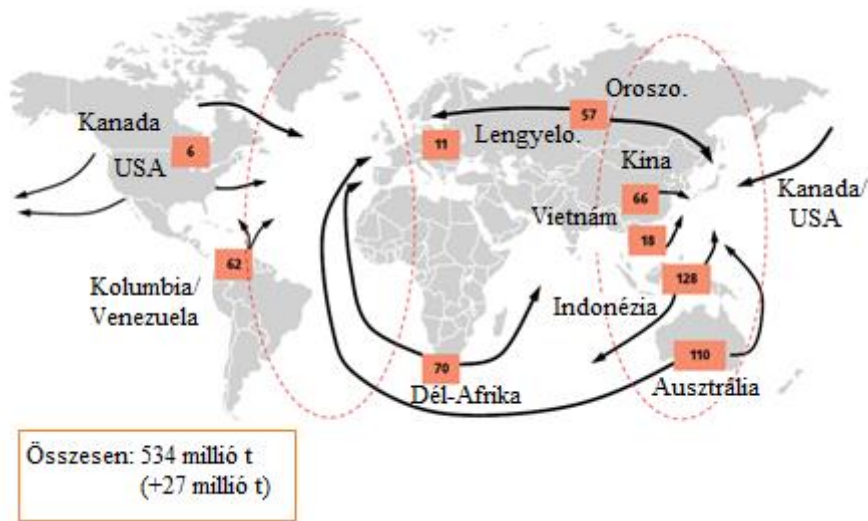 Oroszo.
57
Kanada
Lengyelo.
11
6
USA
Kina
66
Kanada/
USA
Vietnám
18
62
128
Kolumbia/
Venezuela
Indonézia
110
70
Dél-Afrika
Ausztrália
Összesen: 534 millió t
(+27 millió t)